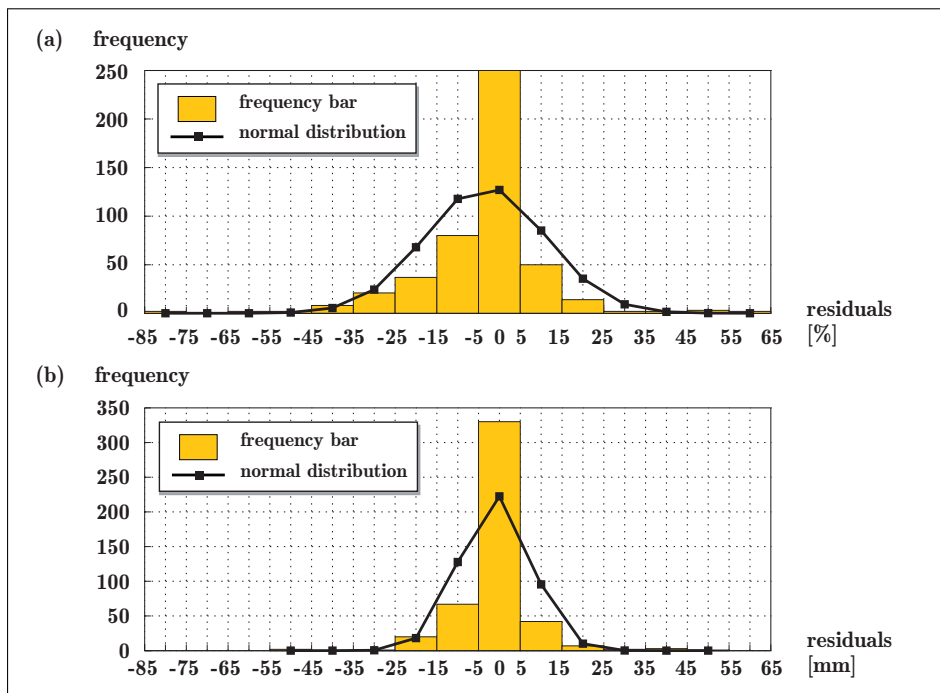 (a) frequency
250
200
150
100
50
0
frequency bar
normal distribution
-85 -75 -65 -55 -45 -35 -25 -15 -5 0 5 15 25 35 45 55 65
residuals
[%]
(b) frequency
350
300
250
200
150
100
50
0
frequency bar
normal distribution
-85 -75 -65 -55 -45 -35 -25 -15 -5 0 5 15 25 35 45 55 65
residuals
[mm]